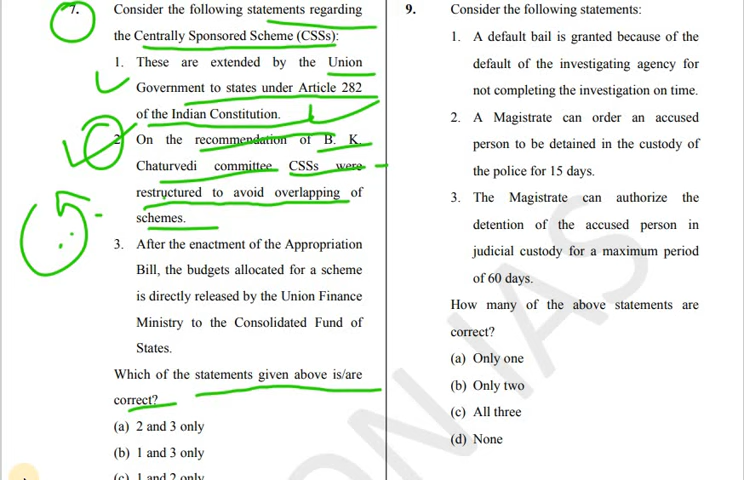 7. Consider the following statements regarding
the Centrally Sponsored Scheme (CSSs):
1. These are extended by the Union
Government to states under Article 282
of the Indian Constitution.
2. On the recommendation of B. K.
Chaturvedi committee CSSs were
restructured to avoid overlapping of
schemes.
3. After the enactment of the Appropriation
Bill, the budgets allocated for a scheme
is directly released by the Union Finance
Ministry to the Consolidated Fund of
States.
Which of the statements given above is/are
correct?
(a) 2 and 3 only
(b) 1 and 3 only
(c) 1 and 2 only
9. Consider the following statements:
1. A default bail is granted because of the
default of the investigating agency for
not completing the investigation on time.
2. A Magistrate can order an accused
person to be detained in the custody of
the police for 15 days.
3. The Magistrate can authorize the
detention of the accused person in
judicial custody for a maximum period
of 60 days.
How many of the above statements are
correct?
(a) Only one
(b) Only two
(c) All three
(d) None
ON IAS